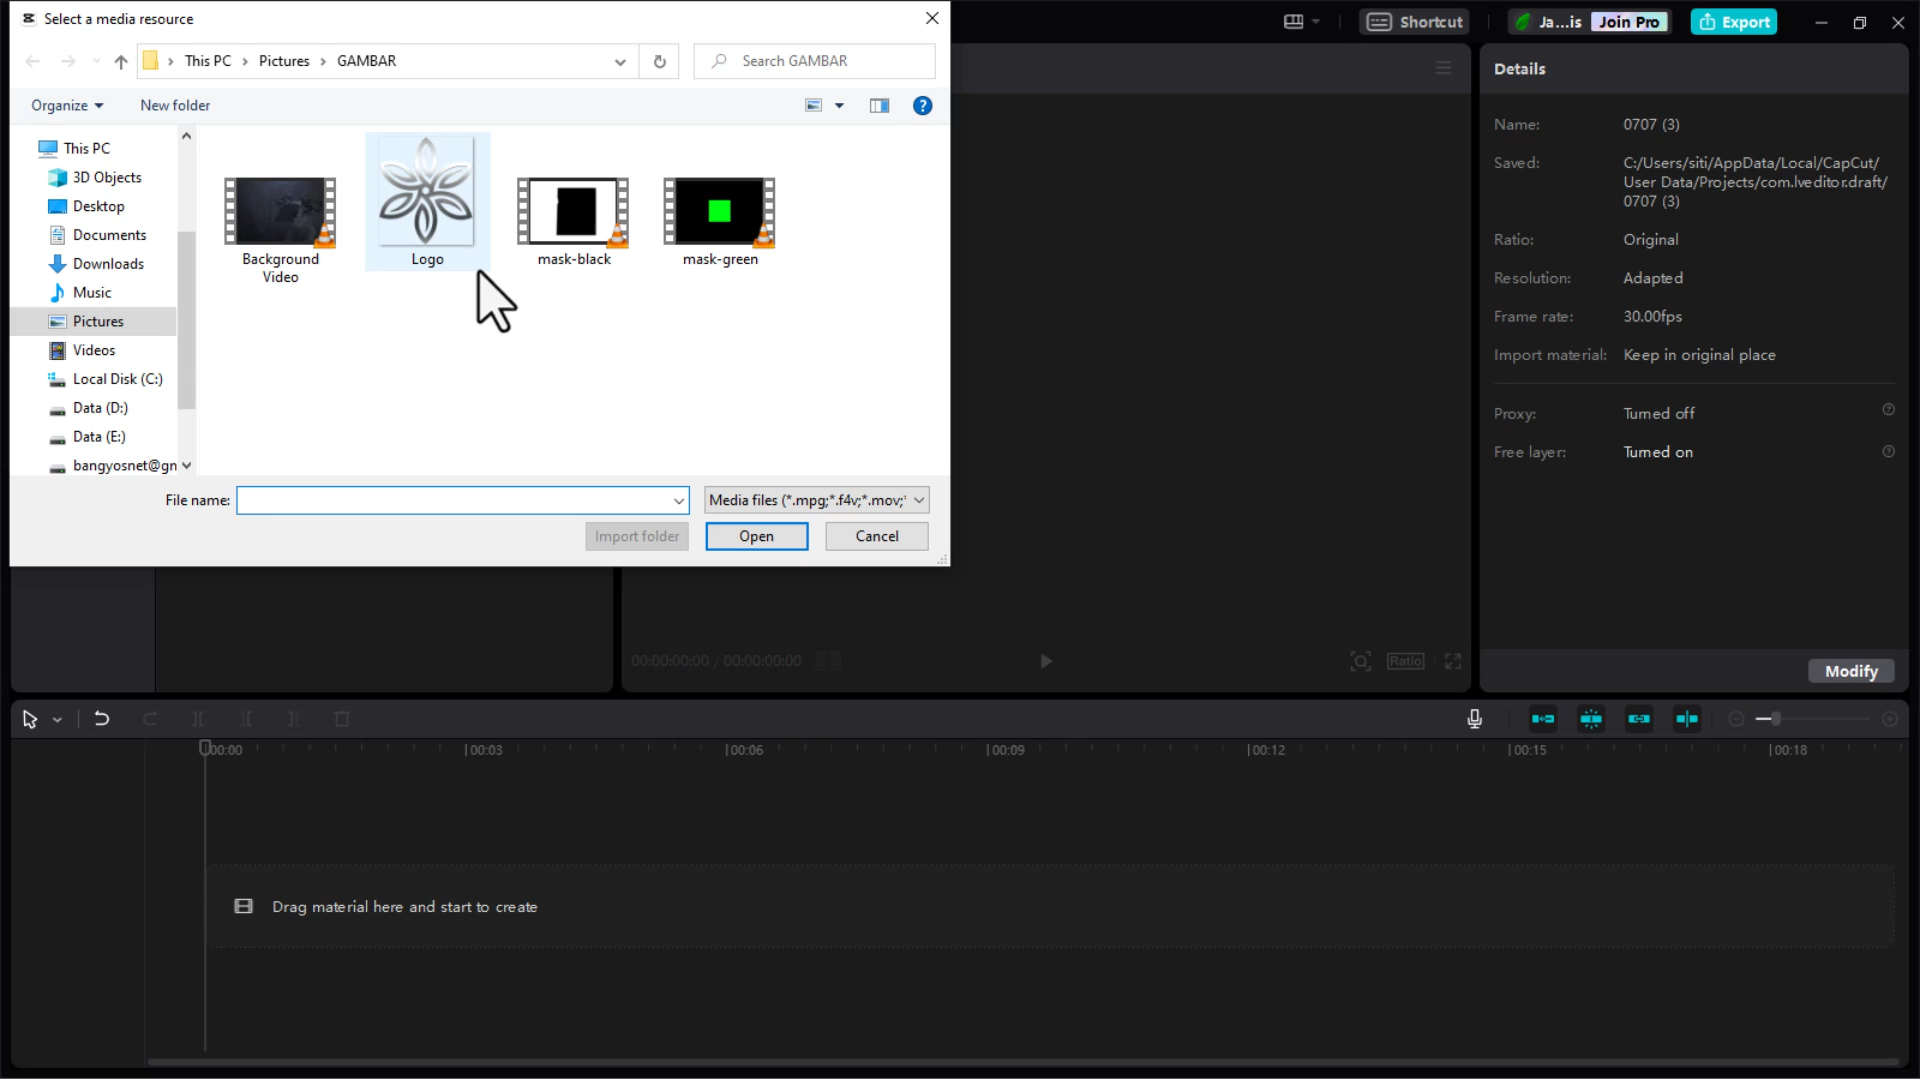 Select a media resource
Shortcut
Ja...is
Join Pro
Export
This PC
Pictures
GAMBAR
Search GAMBAR
Organize
New folder
This PC
3D Objects
Desktop
Documents
Downloads
Music
Pictures
Videos
Local Disk (C:)
Data (D:)
Data (E:)
bangyosnet@gn
Background
Video
Logo
mask-black
mask-green
File name:
Media files (*.mpg;*.f4v;*.mov;*
Import folder
Open
Cancel
Details
Name: 0707 (3)
Saved: C:/Users/siti/AppData/Local/CapCut/
User Data/Projects/com.lveditor.draft/
0707 (3)
Ratio: Original
Resolution: Adapted
Frame rate: 30.00fps
Import material: Keep in original place
Proxy: Turned off
Free layer: Turned on
00:00:00:00 / 00:00:00:00
Ratio
Modify
00:00
00:03
00:06
00:09
00:12
00:15
00:18
Drag material here and start to create